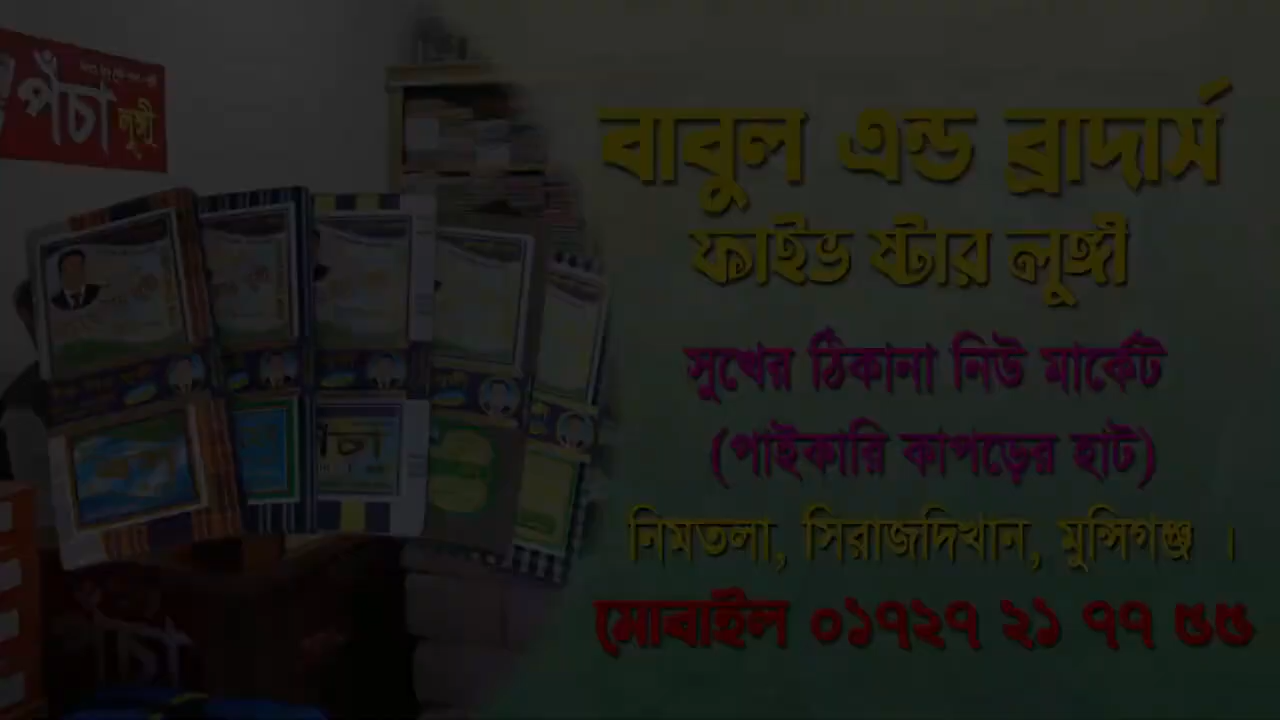 পঁচা
লুঙ্গী
বাবুল এন্ড ব্রাদার্স
ফাইভ ষ্টার লুঙ্গী
সুখের ঠিকানা নিউ মার্কেট
(পাইকারি কাপড়ের হাট)
নিমতলা, সিরাজদিখান, মুন্সিগঞ্জ ।
মোবাইল ০১৭২৭ ২১ ৭৭ ৫৫